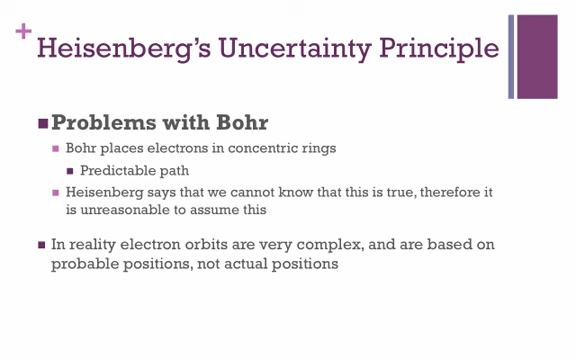 +
Heisenberg's Uncertainty Principle
Problems with Bohr
Bohr places electrons in concentric rings
Predictable path
Heisenberg says that we cannot know that this is true, therefore it
is unreasonable to assume this
In reality electron orbits are very complex, and are based on
probable positions, not actual positions